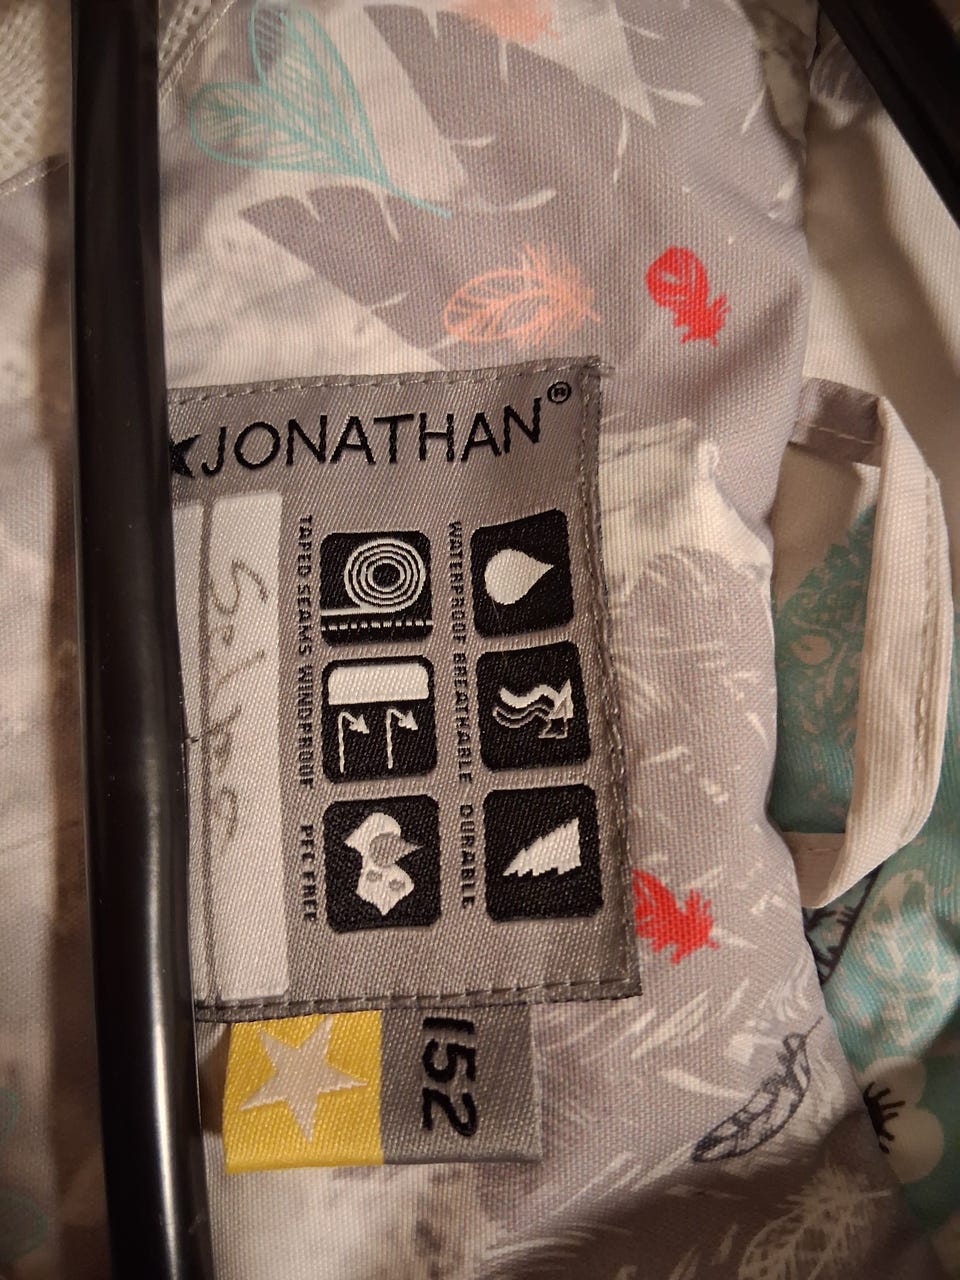 JONATHAN®
WATERPROOF BREATHABLE DURABLE
TAPED SEAMS WINDPROOF PFC FREE
152